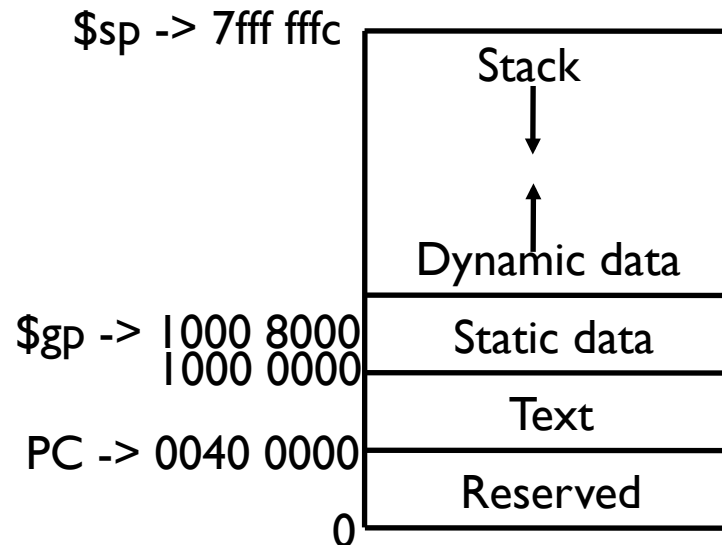 $sp -> 7fff fffc
Stack
Dynamic data
$gp -> 1000 8000
Static data
1000 0000
Text
PC -> 0040 0000
Reserved
0